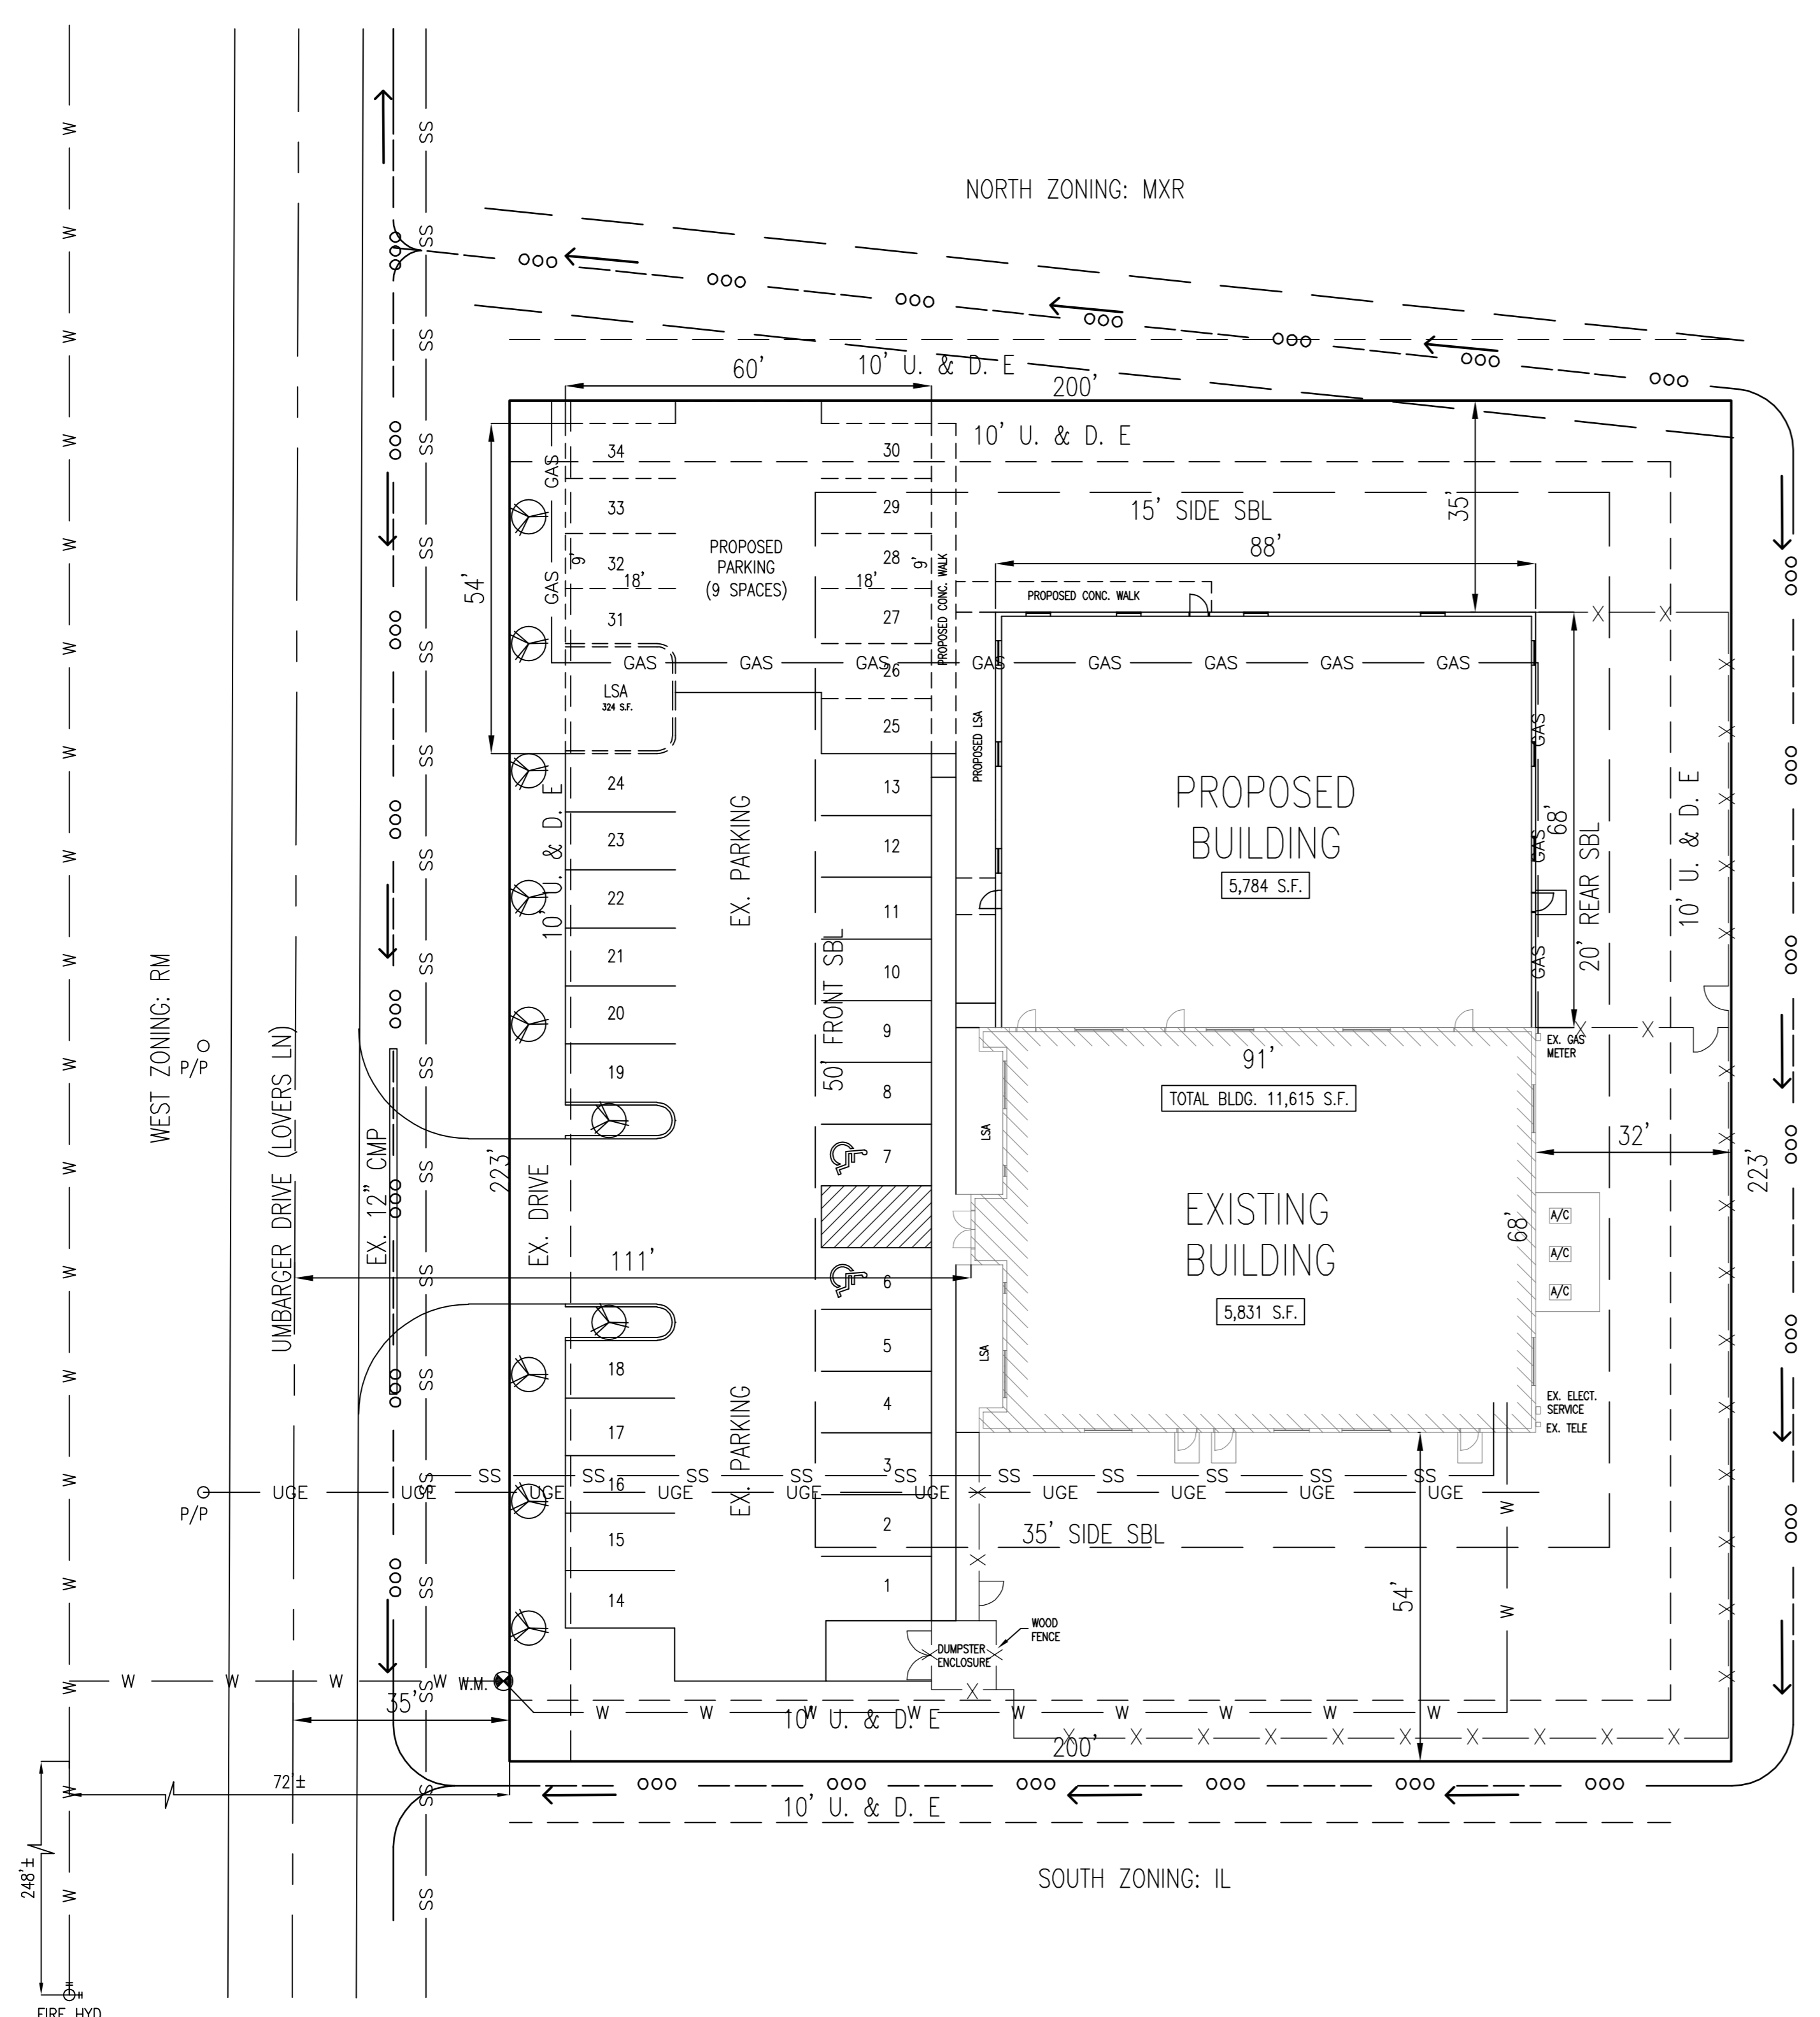 NORTH ZONING: MXR
10' U. & D. E
60'
200'
10' U. & D. E
34
30
33
29
15' SIDE SBL
35'
88'
PROPOSED
PARKING
(9 SPACES)
9'
32
18'
28
18'
9'
PROPOSED CONC. WALK
54'
31
27
PROPOSED CONC. WALK
GAS
GAS
GAS GAS GAS GAS GAS GAS GAS GAS
26
LSA
324 S.F.
25
PROPOSED LSA
PROPOSED
BUILDING
5,784 S.F.
68'
GAS
GAS
GAS
20' REAR SBL
10' U. & D. E
24
13
23
12
22
11
21
10
20
9
19
8
7
10' U. & D. E
EX. PARKING
50' FRONT SBL
WEST ZONING: RM
P/P
UMBARGER DRIVE (LOVERS LN)
EX. 12" CMP
223'
EX. DRIVE
111'
91'
TOTAL BLDG. 11,615 S.F.
EX. GAS
METER
32'
223'
LSA
EXISTING
BUILDING
5,831 S.F.
68'
A/C
A/C
A/C
6
LSA
18
5
17
4
16
3
15
2
14
1
EX. PARKING
EX. ELECT.
SERVICE
EX. TELE
SS SS SS SS SS SS SS SS SS SS
UGE UGE UGE UGE UGE UGE UGE UGE UGE UGE
P/P
35' SIDE SBL
54'
W
W
WOOD
FENCE
DUMPSTER
ENCLOSURE
W W W W W.M.
35'
W W W W W W W W W
10' U. & D. E
200'
72'±
10' U. & D. E
248'±
SOUTH ZONING: IL
FIRE HYD